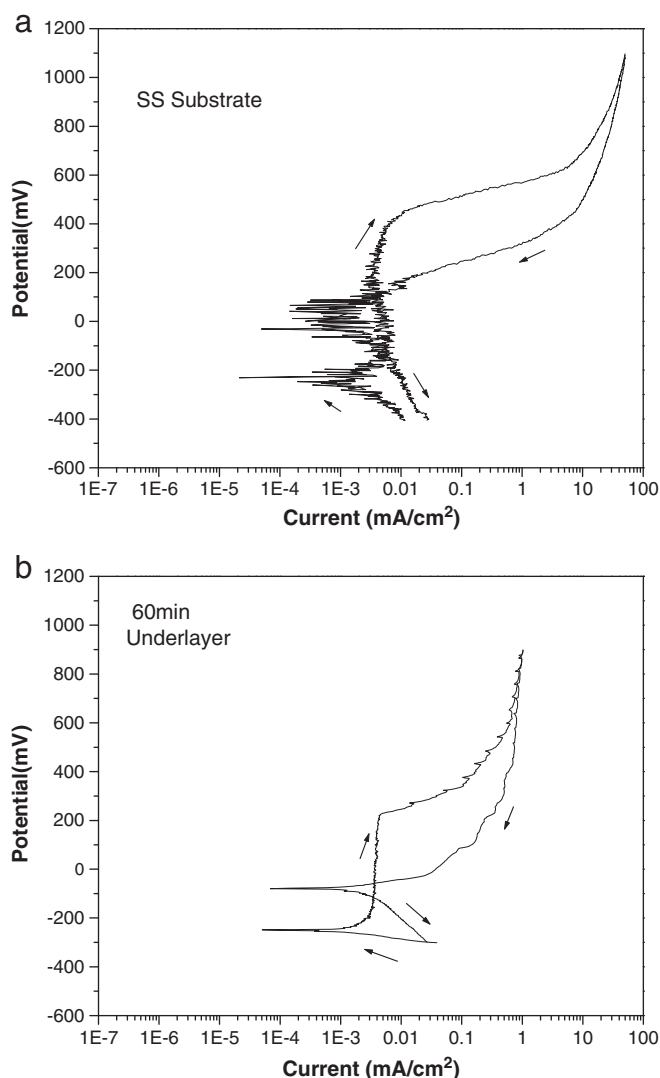 a
1200
1000
800
600
400
200
0
-200
-400
-600
Potential(mV)
SS Substrate
1E-7 1E-6 1E-5 1E-4 1E-3 0.01 0.1 1 10 100
Current (mA/cm²)
b
1200
1000
800
600
400
200
0
-200
-400
-600
Potential(mV)
60min
Underlayer
1E-7 1E-6 1E-5 1E-4 1E-3 0.01 0.1 1 10 100
Current (mA/cm²)